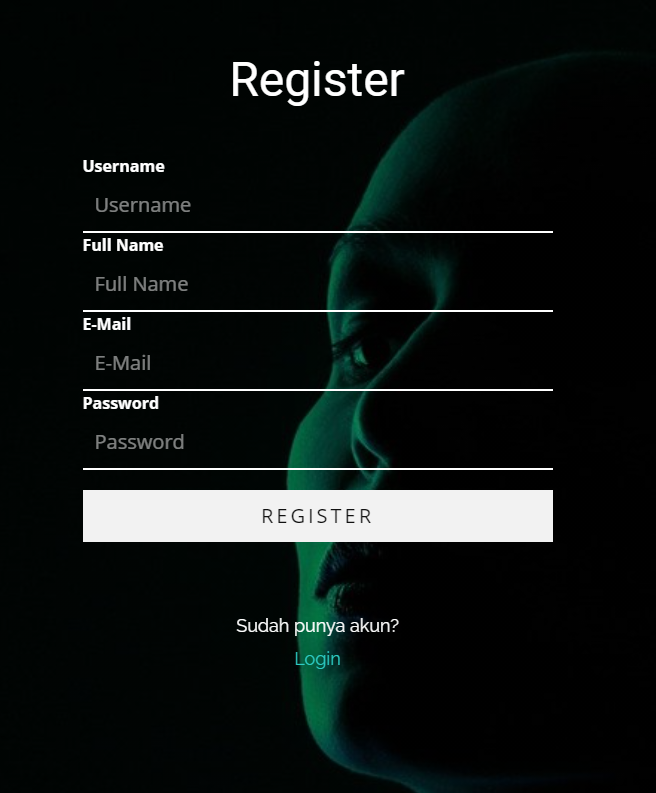 Register
Username
Username
Full Name
Full Name
E-Mail
E-Mail
Password
Password
REGISTER
Sudah punya akun?
Login